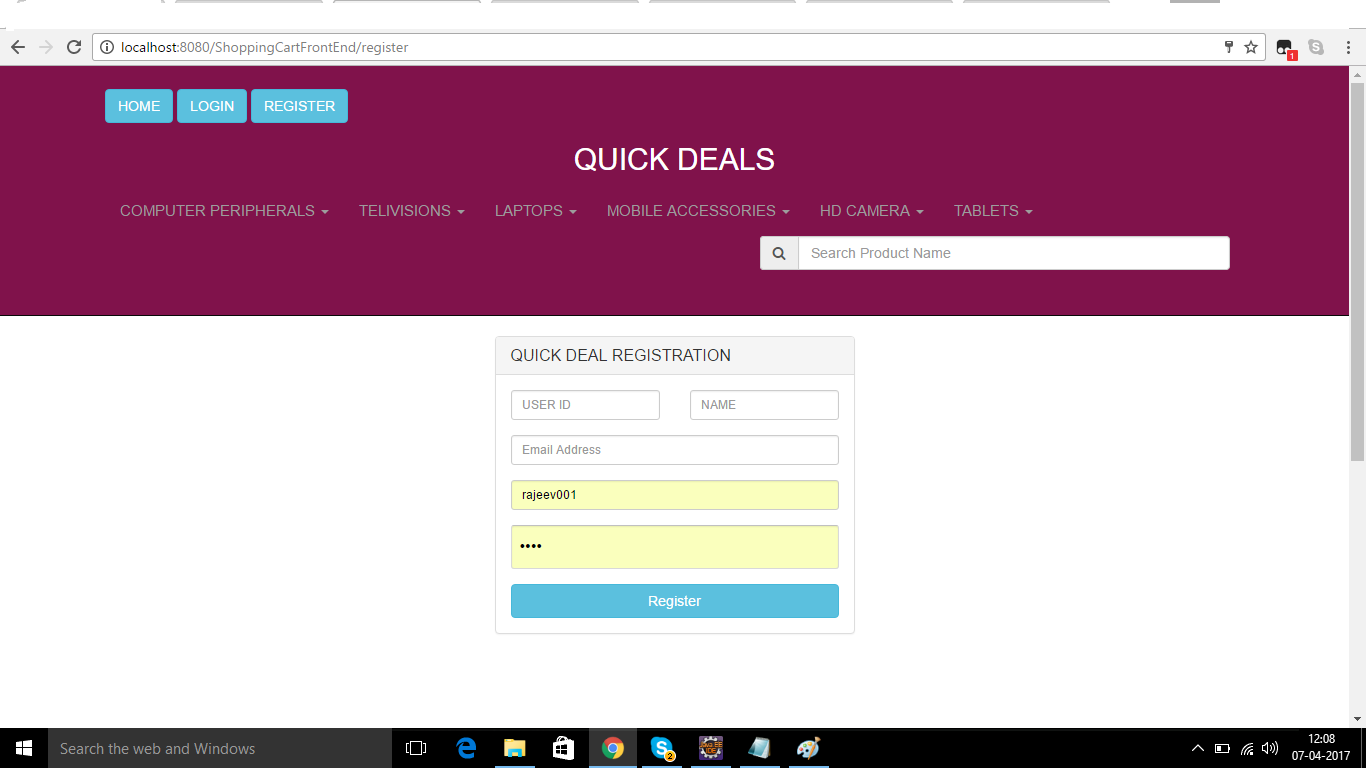 localhost:8080/ShoppingCartFrontEnd/register
1
HOME LOGIN REGISTER
QUICK DEALS
COMPUTER PERIPHERALS TELIVISIONS LAPTOPS MOBILE ACCESSORIES HD CAMERA TABLETS
Search Product Name
QUICK DEAL REGISTRATION
USER ID NAME
Email Address
rajeev001
••••
Register
Search the web and Windows
2
12:08
07-04-2017